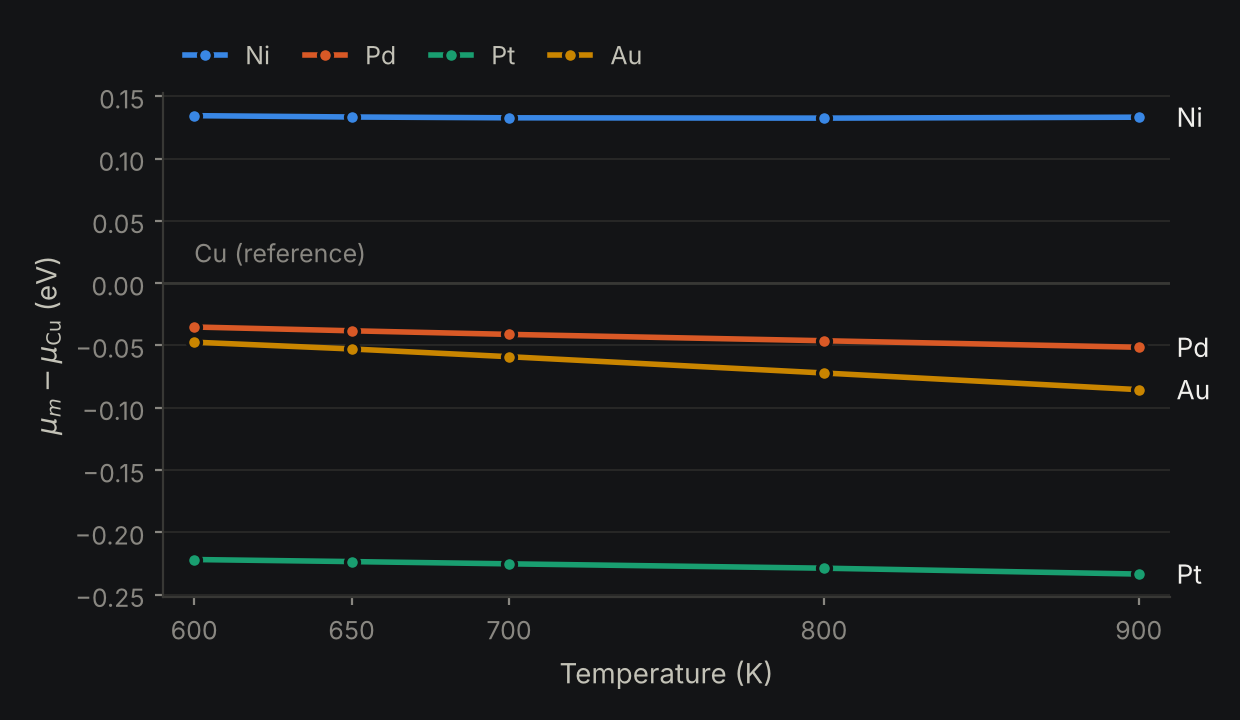 Ni Pd Pt Au
0.15
0.10
0.05
0.00
−0.05
−0.10
−0.15
−0.20
−0.25
μm − μCu (eV)
Cu (reference)
Ni
Pd
Au
Pt
600 650 700 800 900
Temperature (K)